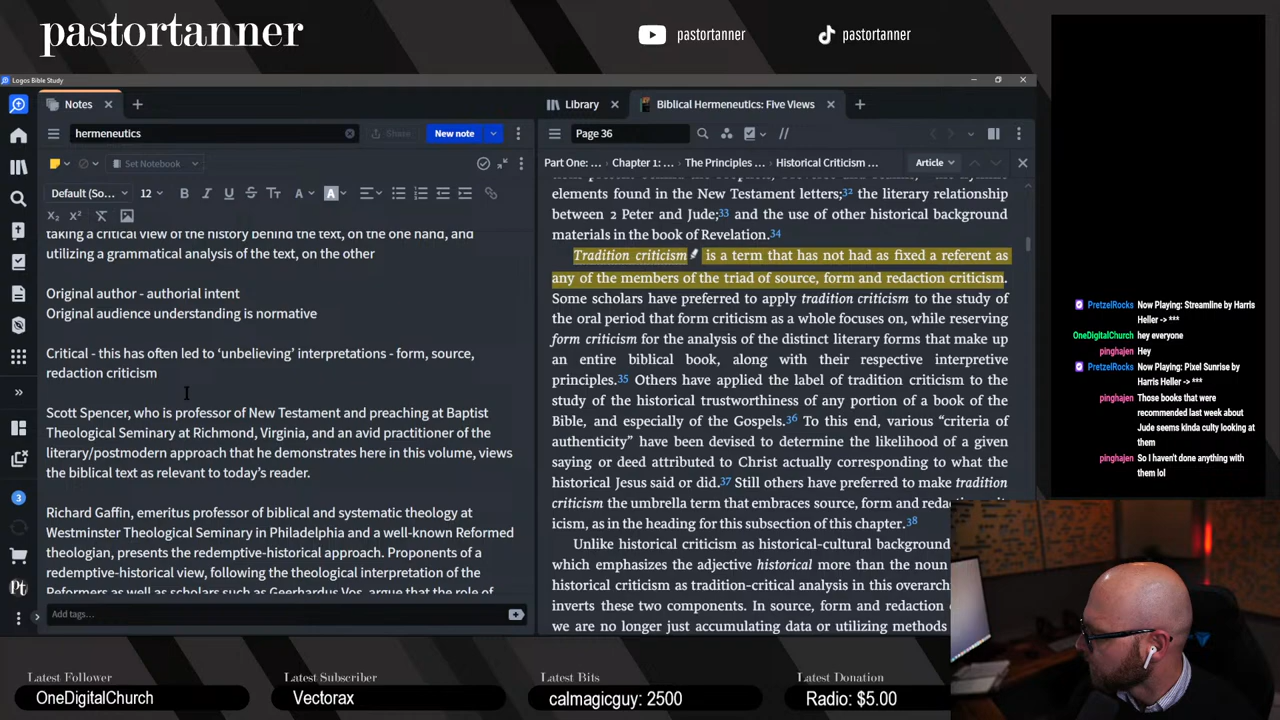 pastortanner
pastortanner
pastortanner
Logos Bible Study
Notes
Library
Biblical Hermeneutics: Five Views
hermeneutics
Share
New note
Page 36
Set Notebook
Part One: ...
Chapter 1: ...
The Principles ...
Historical Criticism ...
Article
Default (So...
12
B I U S Tт A A
X₂ X²
taking a critical view of the history behind the text, on the one hand, and
utilizing a grammatical analysis of the text, on the other
Original author - authorial intent
Original audience understanding is normative
Critical - this has often led to ‘unbelieving’ interpretations - form, source,
redaction criticism
Scott Spencer, who is professor of New Testament and preaching at Baptist
Theological Seminary at Richmond, Virginia, and an avid practitioner of the
literary/postmodern approach that he demonstrates here in this volume, views
the biblical text as relevant to today’s reader.
Richard Gaffin, emeritus professor of biblical and systematic theology at
Westminster Theological Seminary in Philadelphia and a well-known Reformed
theologian, presents the redemptive-historical approach. Proponents of a
redemptive-historical view, following the theological interpretation of the
Reformers as well as scholars such as Geerhardus Vos, argue that the role of
Add tags...
3
Pt
elements found in the New Testament letters;32 the literary relationship
between 2 Peter and Jude;33 and the use of other historical background
materials in the book of Revelation.34
Tradition criticism is a term that has not had as fixed a referent as
any of the members of the triad of source, form and redaction criticism.
Some scholars have preferred to apply tradition criticism to the study of
the oral period that form criticism as a whole focuses on, while reserving
form criticism for the analysis of the distinct literary forms that make up
an entire biblical book, along with their respective interpretive
principles.35 Others have applied the label of tradition criticism to the
study of the historical trustworthiness of any portion of a book of the
Bible, and especially of the Gospels.36 To this end, various “criteria of
authenticity” have been devised to determine the likelihood of a given
saying or deed attributed to Christ actually corresponding to what the
historical Jesus said or did.37 Still others have preferred to make tradition
criticism the umbrella term that embraces source, form and
icism, as in the heading for this subsection of this chapter.38
Unlike historical criticism as historical-cultural background
which emphasizes the adjective historical more than the noun
historical criticism as tradition-critical analysis in this
inverts these two components. In source, form and redaction
we are no longer just accumulating data or utilizing methods
PretzelRocks Now Playing: Streamline by Harris
Heller -> ***
OneDigitalChurch hey everyone
pinghajen Hey
PretzelRocks Now Playing: Pixel Sunrise by
Harris Heller -> ***
pinghajen Those books that were
recommended last week about
Jude seems kinda culty looking at
them
pinghajen So I haven't done anything with
them lol
Latest Follower
OneDigitalChurch
Latest Subscriber
Vectorax
Latest Bits
calmagicguy: 2500
Latest Donation
Radio: $5.00